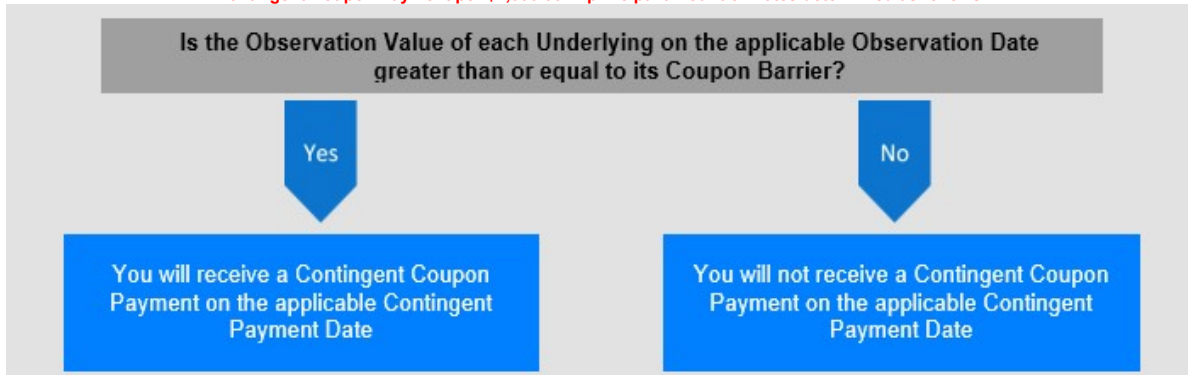 Is the Observation Value of each Underlying on the applicable Observation Date
greater than or equal to its Coupon Barrier?
Yes
No
You will receive a Contingent Coupon
Payment on the applicable Contingent
Payment Date
You will not receive a Contingent Coupon
Payment on the applicable Contingent
Payment Date